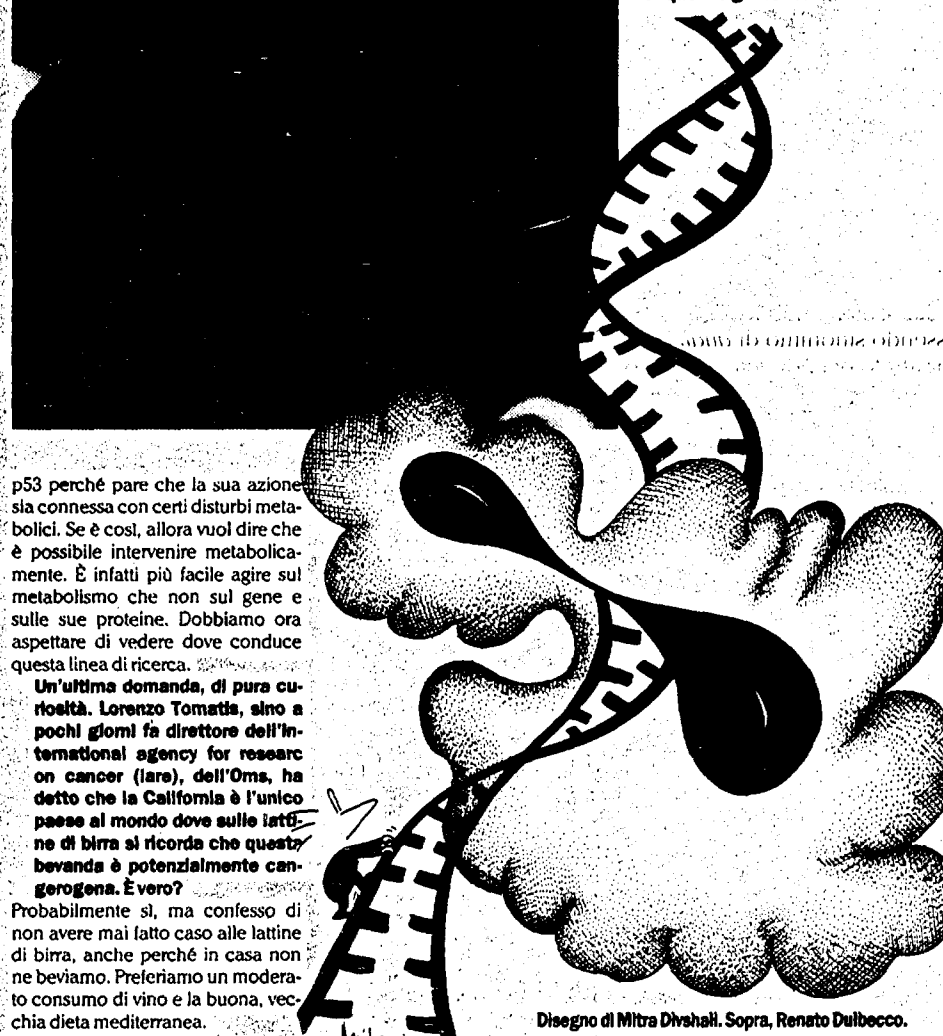 p53 perché pare che la sua azione
sia connessa con certi disturbi meta-
bolici. Se è così, allora vuol dire che
è possibile intervenire metabolica-
mente. È infatti più facile agire sul
metabolismo che non sul gene e
sulle sue proteine. Dobbiamo ora
aspettare di vedere dove conduce
questa linea di ricerca.
Un'ultima domanda, di pura cu-
riosità. Lorenzo Tomatis, sino a
pochi giorni fa direttore dell'in-
ternational agency for researc
on cancer (Iarc), dell'Oms, ha
detto che la California è l'unico
paese al mondo dove sulle latti-
ne di birra si ricorda che questa
bevanda è potenzialmente can-
gerogena. È vero?
Probabilmente sì, ma confesso di
non avere mai fatto caso alle lattine
di birra, anche perché in casa non
ne beviamo. Preferiamo un modera-
to consumo di vino e la buona, vec-
chia dieta mediterranea.
Disegno di Mitra Divshali. Sopra, Renato Dulbecco.